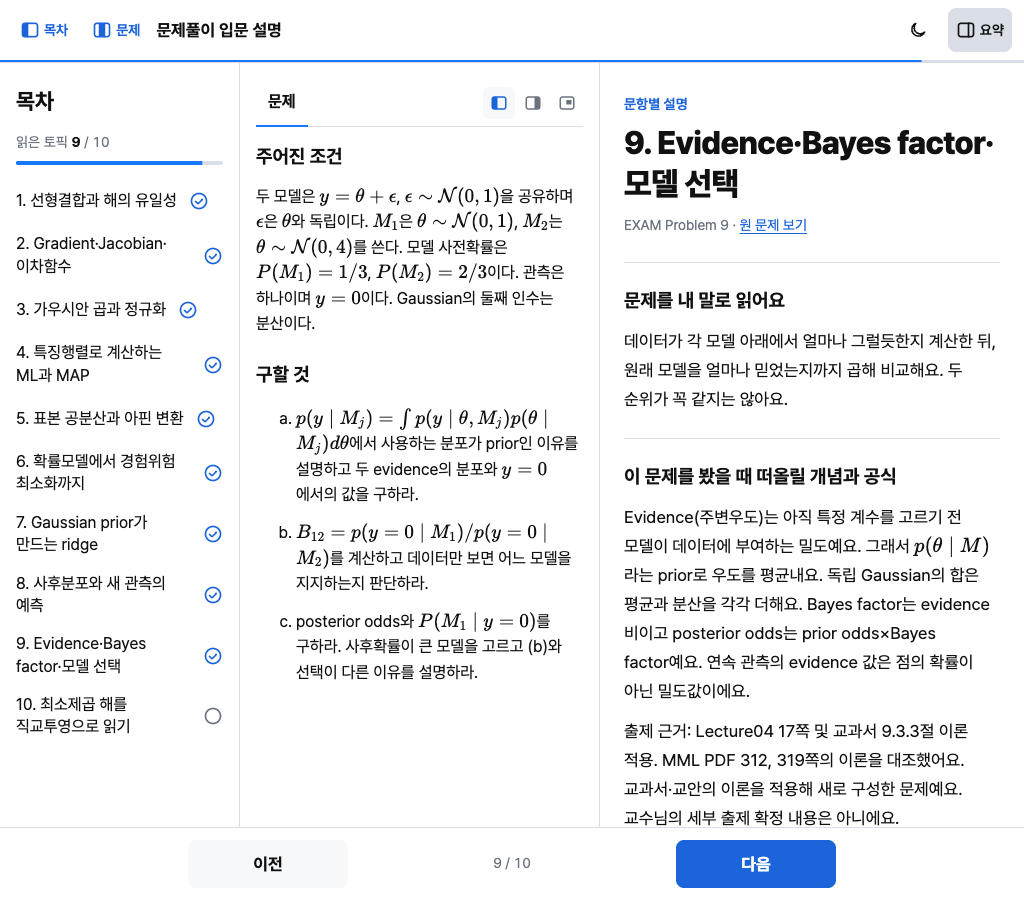 목차
문제
문제풀이 입문 설명
요약
목차
읽은 토픽 9 / 10
1. 선형결합과 해의 유일성
2. Gradient·Jacobian·
이차함수
3. 가우시안 곱과 정규화
4. 특징행렬로 계산하는
ML과 MAP
5. 표본 공분산과 아핀 변환
6. 확률모델에서 경험위험
최소화까지
7. Gaussian prior가
만드는 ridge
8. 사후분포와 새 관측의
예측
9. Evidence·Bayes
factor·모델 선택
10. 최소제곱 해를
직교투영으로 읽기
문제
주어진 조건
두 모델은 y = θ + ϵ, ϵ ∼ 𝒩(0, 1)을 공유하며
ϵ은 θ와 독립이다. M₁은 θ ∼ 𝒩(0, 1), M₂는
θ ∼ 𝒩(0, 4)를 쓴다. 모델 사전확률은
P(M₁) = 1/3, P(M₂) = 2/3이다. 관측은
하나이며 y = 0이다. Gaussian의 둘째 인수는
분산이다.
구할 것
a. p(y ∣ Mⱼ) = ∫ p(y ∣ θ, Mⱼ)p(θ ∣
Mⱼ)dθ에서 사용하는 분포가 prior인 이유를
설명하고 두 evidence의 분포와 y = 0
에서의 값을 구하라.
b. B₁₂ = p(y = 0 ∣ M₁)/p(y = 0 ∣
M₂)를 계산하고 데이터만 보면 어느 모델을
지지하는지 판단하라.
c. posterior odds와 P(M₁ ∣ y = 0)를
구하라. 사후확률이 큰 모델을 고르고 (b)와
선택이 다른 이유를 설명하라.
문항별 설명
9. Evidence·Bayes factor·
모델 선택
EXAM Problem 9 · 원 문제 보기
문제를 내 말로 읽어요
데이터가 각 모델 아래에서 얼마나 그럴듯한지 계산한 뒤,
원래 모델을 얼마나 믿었는지까지 곱해 비교해요. 두
순위가 꼭 같지는 않아요.
이 문제를 봤을 때 떠올릴 개념과 공식
Evidence(주변우도)는 아직 특정 계수를 고르기 전
모델이 데이터에 부여하는 밀도예요. 그래서 p(θ ∣ M)
라는 prior로 우도를 평균내요. 독립 Gaussian의 합은
평균과 분산을 각각 더해요. Bayes factor는 evidence
비이고 posterior odds는 prior odds×Bayes
factor예요. 연속 관측의 evidence 값은 점의 확률이
아닌 밀도값이에요.
출제 근거: Lecture04 17쪽 및 교과서 9.3.3절 이론
적용. MML PDF 312, 319쪽의 이론을 대조했어요.
교과서·교안의 이론을 적용해 새로 구성한 문제예요.
교수님의 세부 출제 확정 내용은 아니에요.
이전
9 / 10
다음